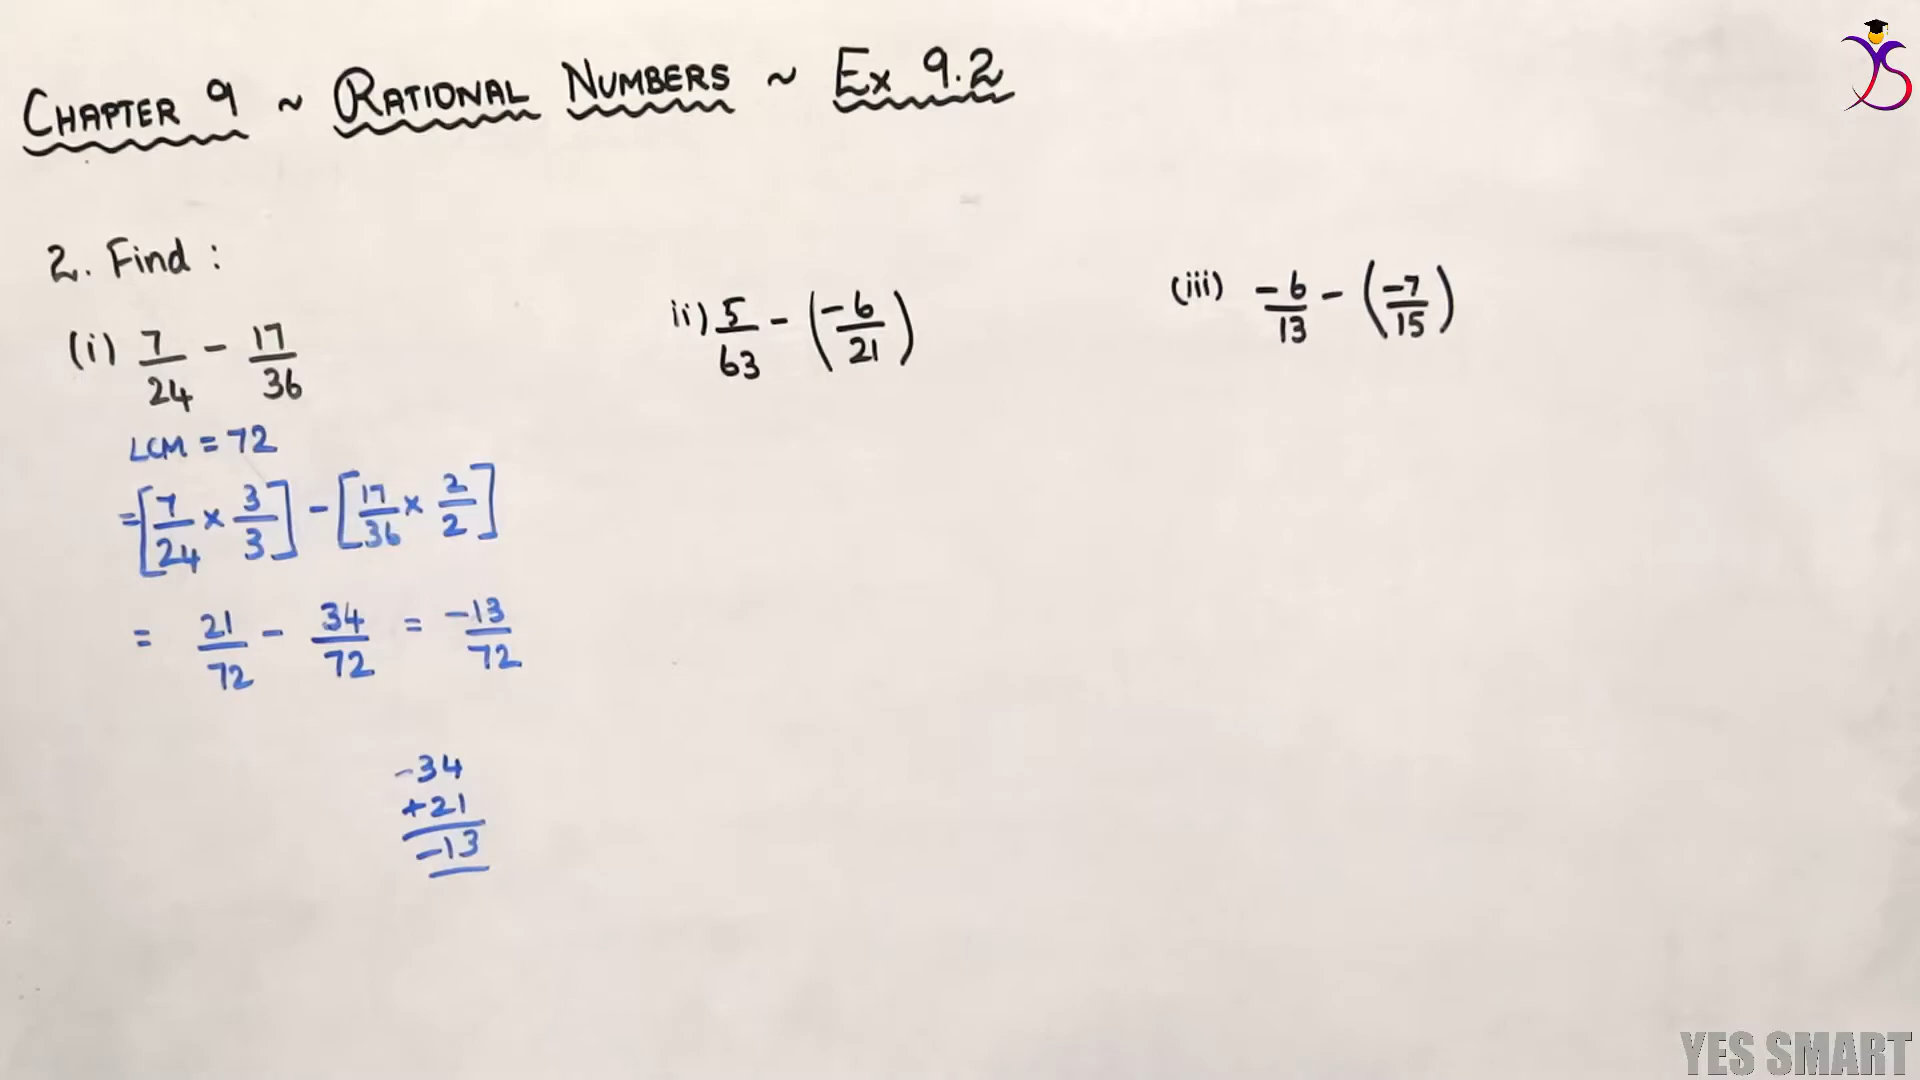 CHAPTER 9 ~ RATIONAL NUMBERS ~ Ex 9.2
2. Find :
(i) 7/24 - 17/36
LCM = 72
= [7/24 × 3/3] - [17/36 × 2/2]
= 21/72 - 34/72 = -13/72
-34
+21
-13
ii) 5/63 - (-6/21)
(iii) -6/13 - (-7/15)
YES SMART